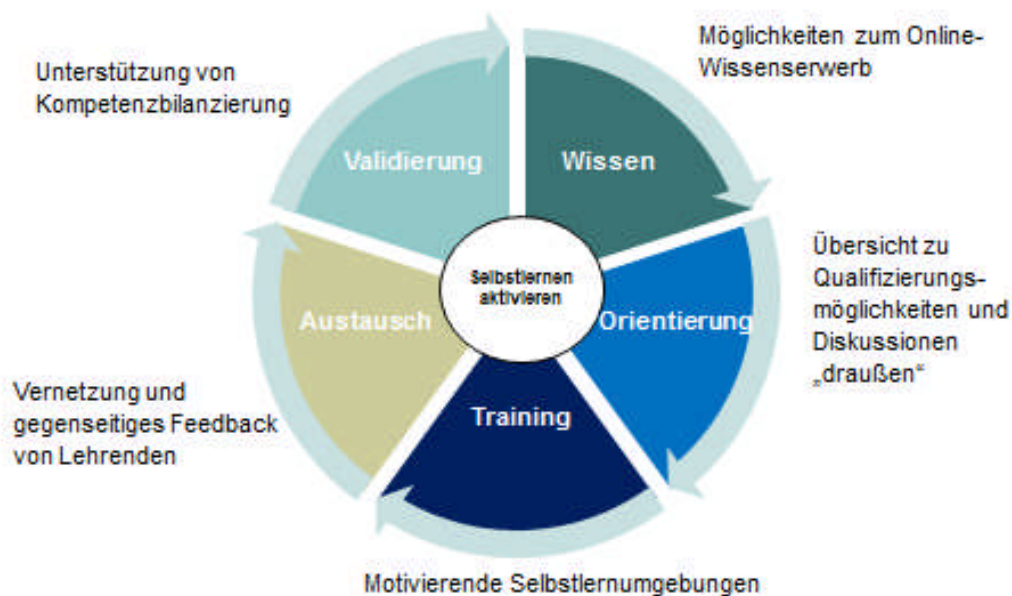 Möglichkeiten zum Online-
Wissenserwerb
Unterstützung von
Kompetenzbilanzierung
Validierung
Wissen
Übersicht zu
Qualifizierungs-
möglichkeiten und
Diskussionen
„draußen“
Selbstlernen
aktivieren
Austausch
Orientierung
Vernetzung und
gegenseitiges Feedback
von Lehrenden
Training
Motivierende Selbstlernumgebungen